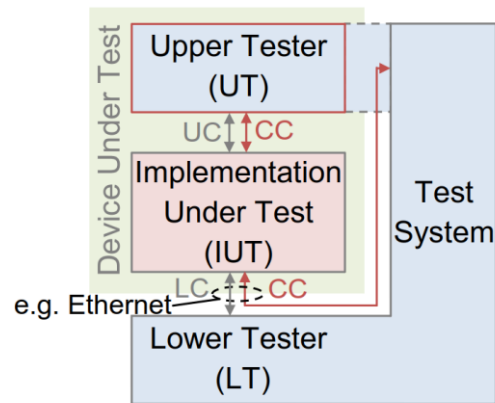 Device Under Test
Upper Tester
(UT)
UC
CC
Implementation
Under Test
(IUT)
LC
CC
e.g. Ethernet
Lower Tester
(LT)
Test
System